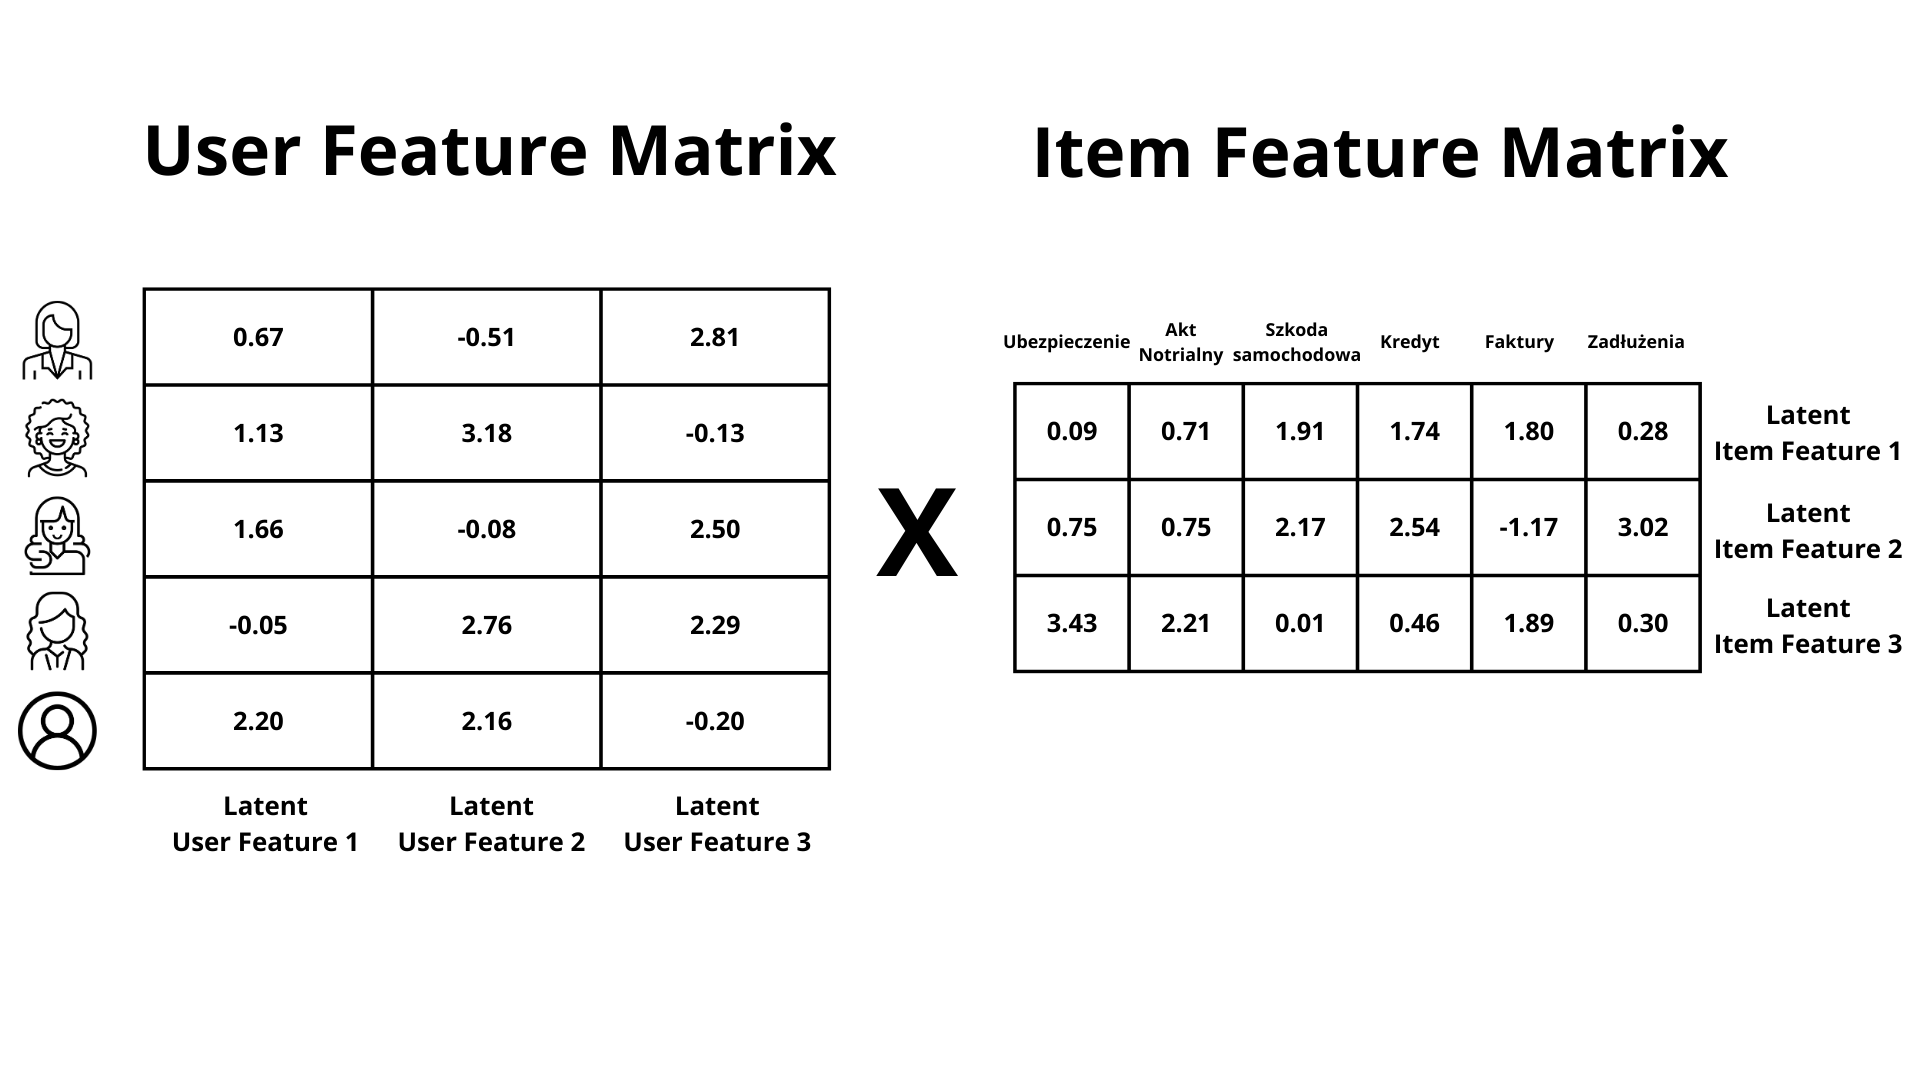 User Feature Matrix
Item Feature Matrix
0.67 -0.51 2.81
1.13 3.18 -0.13
1.66 -0.08 2.50
-0.05 2.76 2.29
2.20 2.16 -0.20
Latent
User Feature 1
Latent
User Feature 2
Latent
User Feature 3
X
Ubezpieczenie
Akt
Notrialny
Szkoda
samochodowa
Kredyt
Faktury
Zadłużenia
0.09 0.71 1.91 1.74 1.80 0.28
Latent
Item Feature 1
0.75 0.75 2.17 2.54 -1.17 3.02
Latent
Item Feature 2
3.43 2.21 0.01 0.46 1.89 0.30
Latent
Item Feature 3